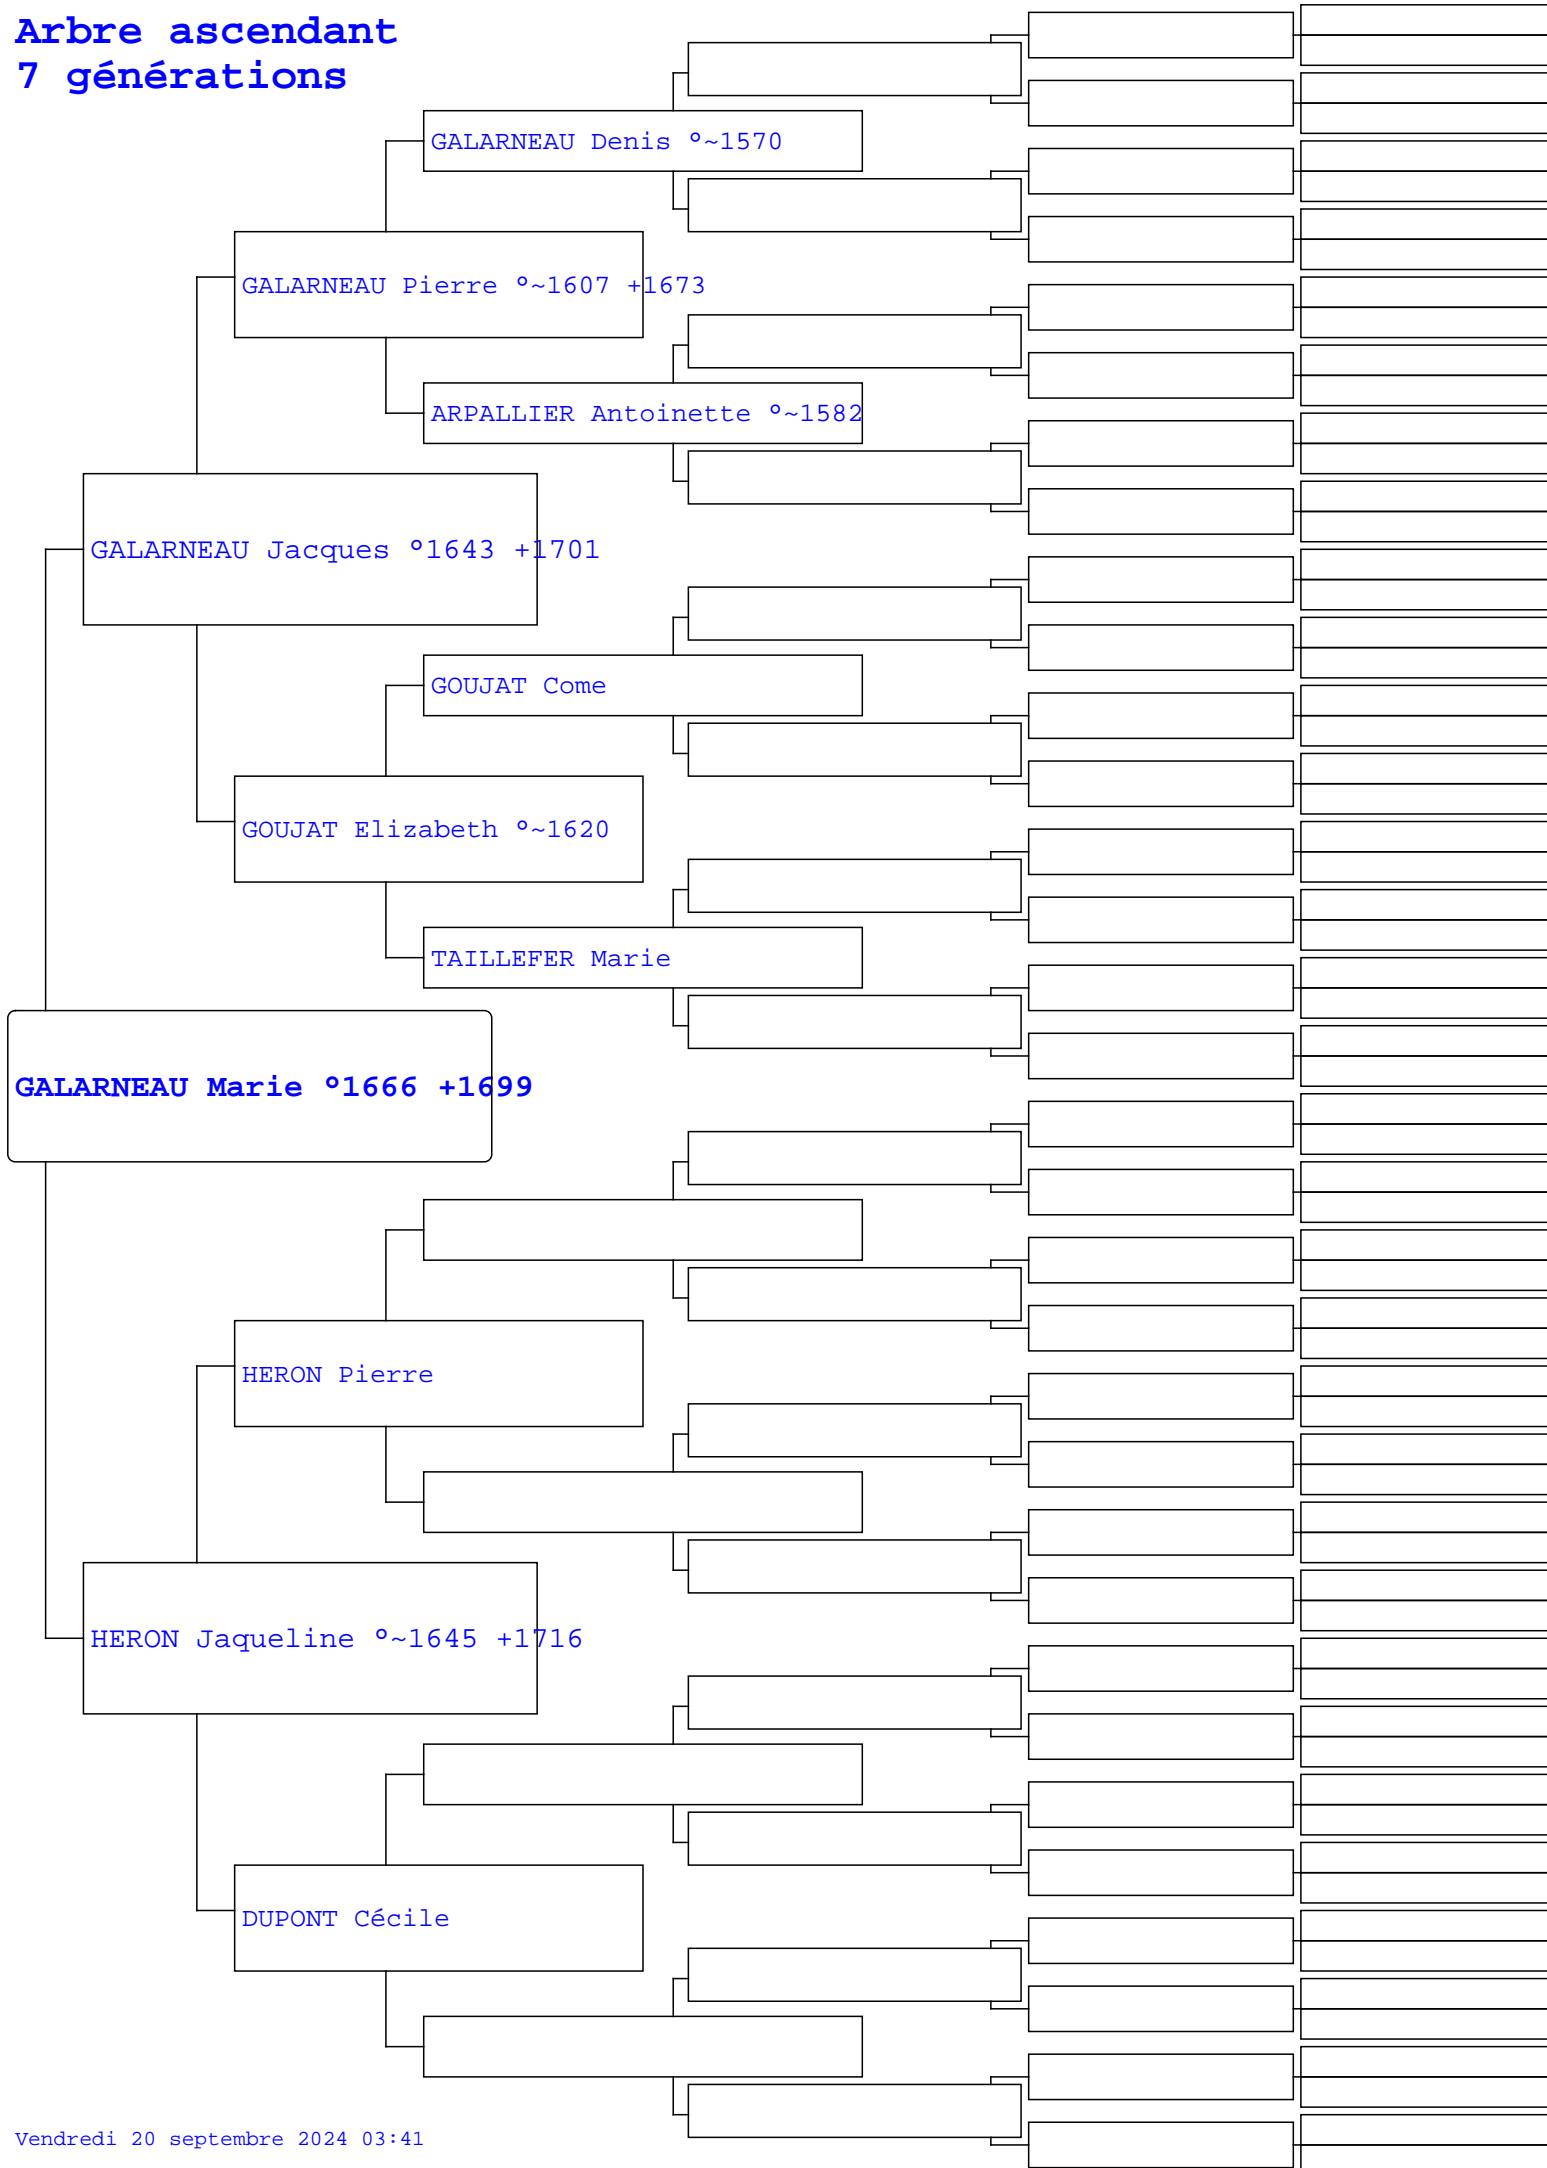 Arbre ascendant
7 générations
GALARNEAU Denis °~1570
GALARNEAU Pierre °~1607 +1673
ARPALLIER Antoinette °~1582
GALARNEAU Jacques °1643 +1701
GOUJAT Come
GOUJAT Elizabeth °~1620
TAILLEFER Marie
GALARNEAU Marie °1666 +1699
HERON Pierre
HERON Jaqueline °~1645 +1716
DUPONT Cécile
Vendredi 20 septembre 2024 03:41